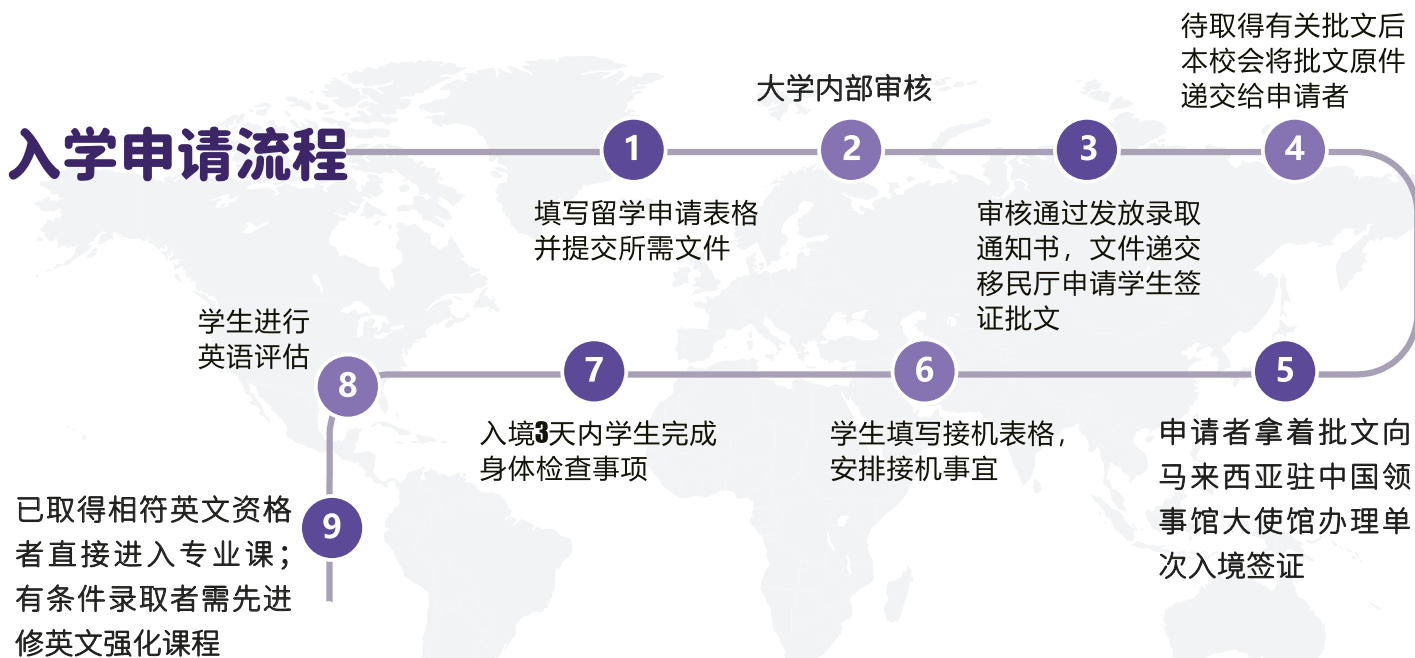 入学申请流程
1
填写留学申请表格
并提交所需文件
2
大学内部审核
3
审核通过发放录取
通知书，文件递交
移民厅申请学生签
证批文
4
待取得有关批文后
本校会将批文原件
递交给申请者
5
申请者拿着批文向
马来西亚驻中国领
事馆大使馆办理单
次入境签证
6
学生填写接机表格，
安排接机事宜
7
入境3天内学生完成
身体检查事项
8
学生进行
英语评估
9
已取得相符英文资格
者直接进入专业课；
有条件录取者需先进
修英文强化课程